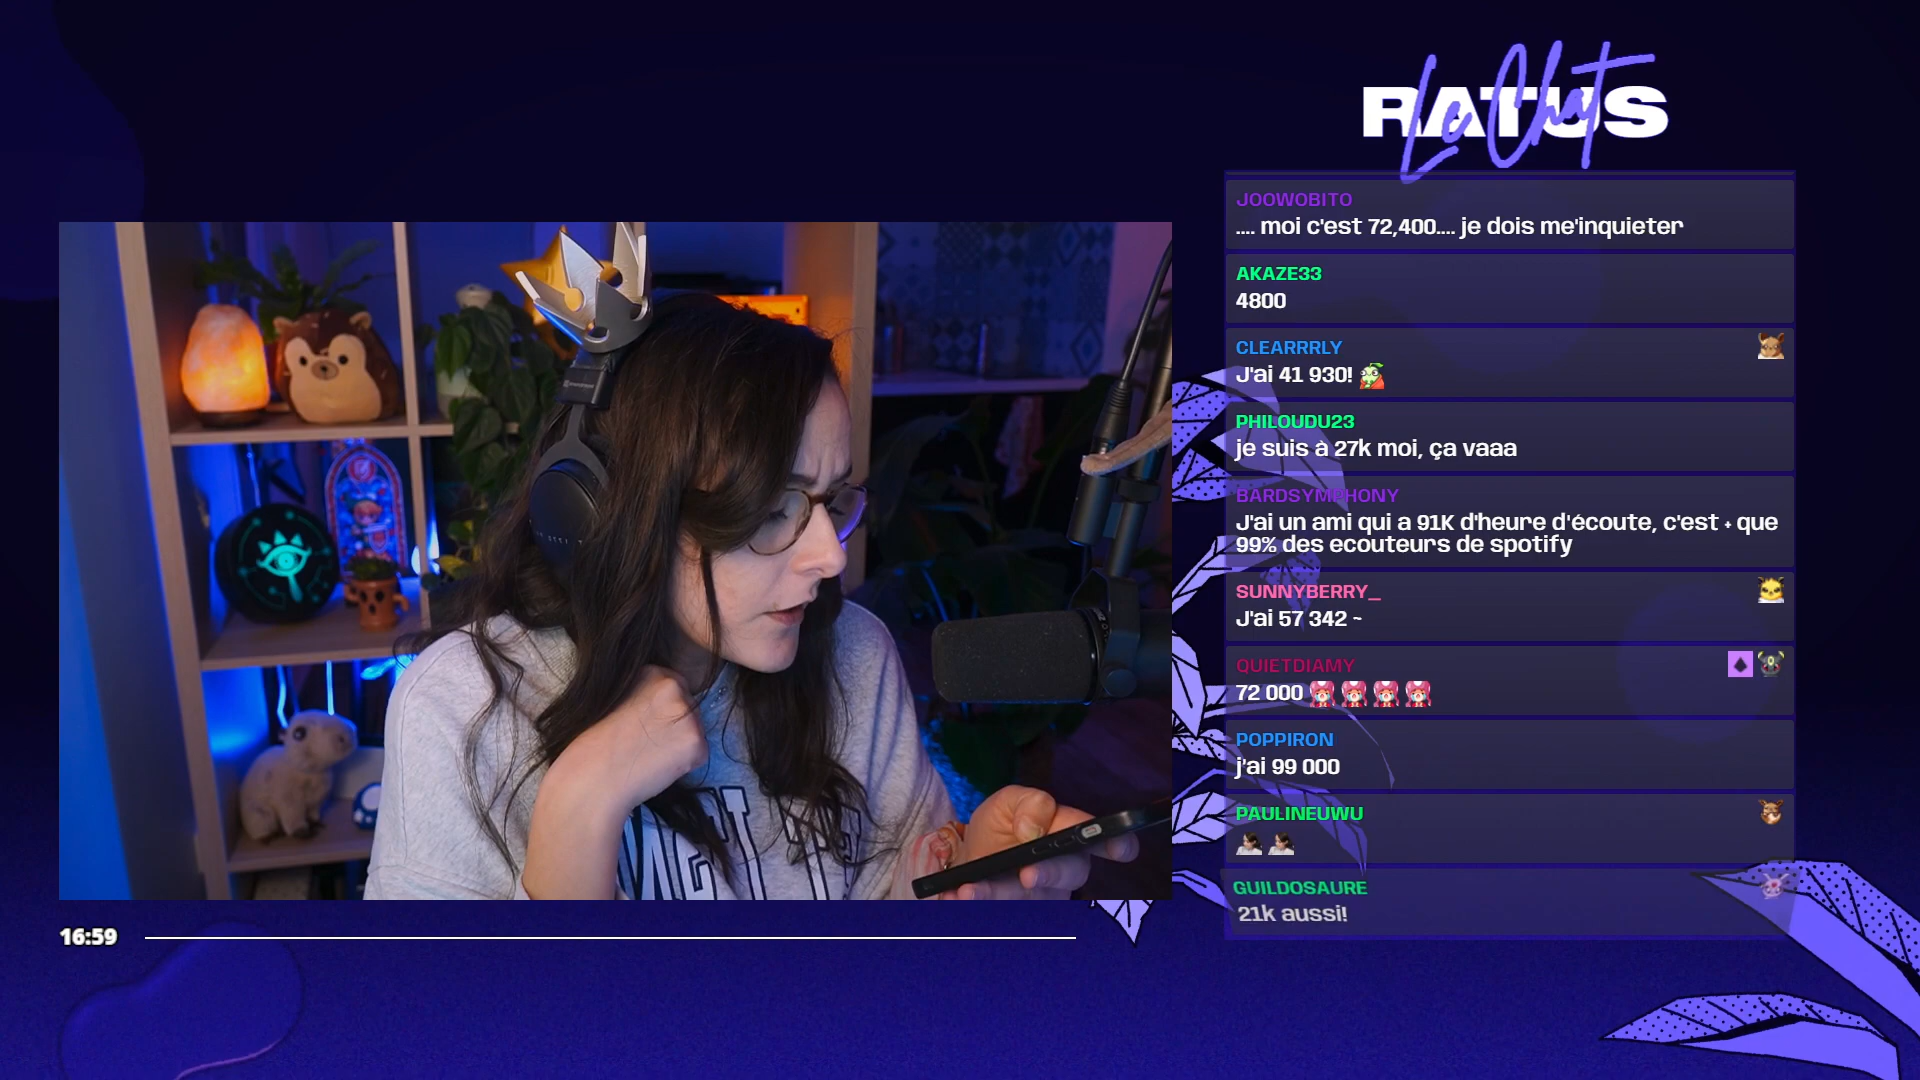 RATUS
Le Chat
JOOWOBITO
.... moi c'est 72,400.... je dois me'inquieter
AKAZE33
4800
CLEARRRLY
J'ai 41 930!
PHILOUDU23
je suis à 27k moi, ça vaaa
BARDSYMPHONY
J'ai un ami qui a 91K d'heure d'écoute, c'est + que
99% des ecouteurs de spotify
SUNNYBERRY_
J'ai 57 342 ~
QUIETDIAMY
72 000
POPPIRON
j'ai 99 000
PAULINEUWU
GUILDOSAURE
21k aussi!
16:59